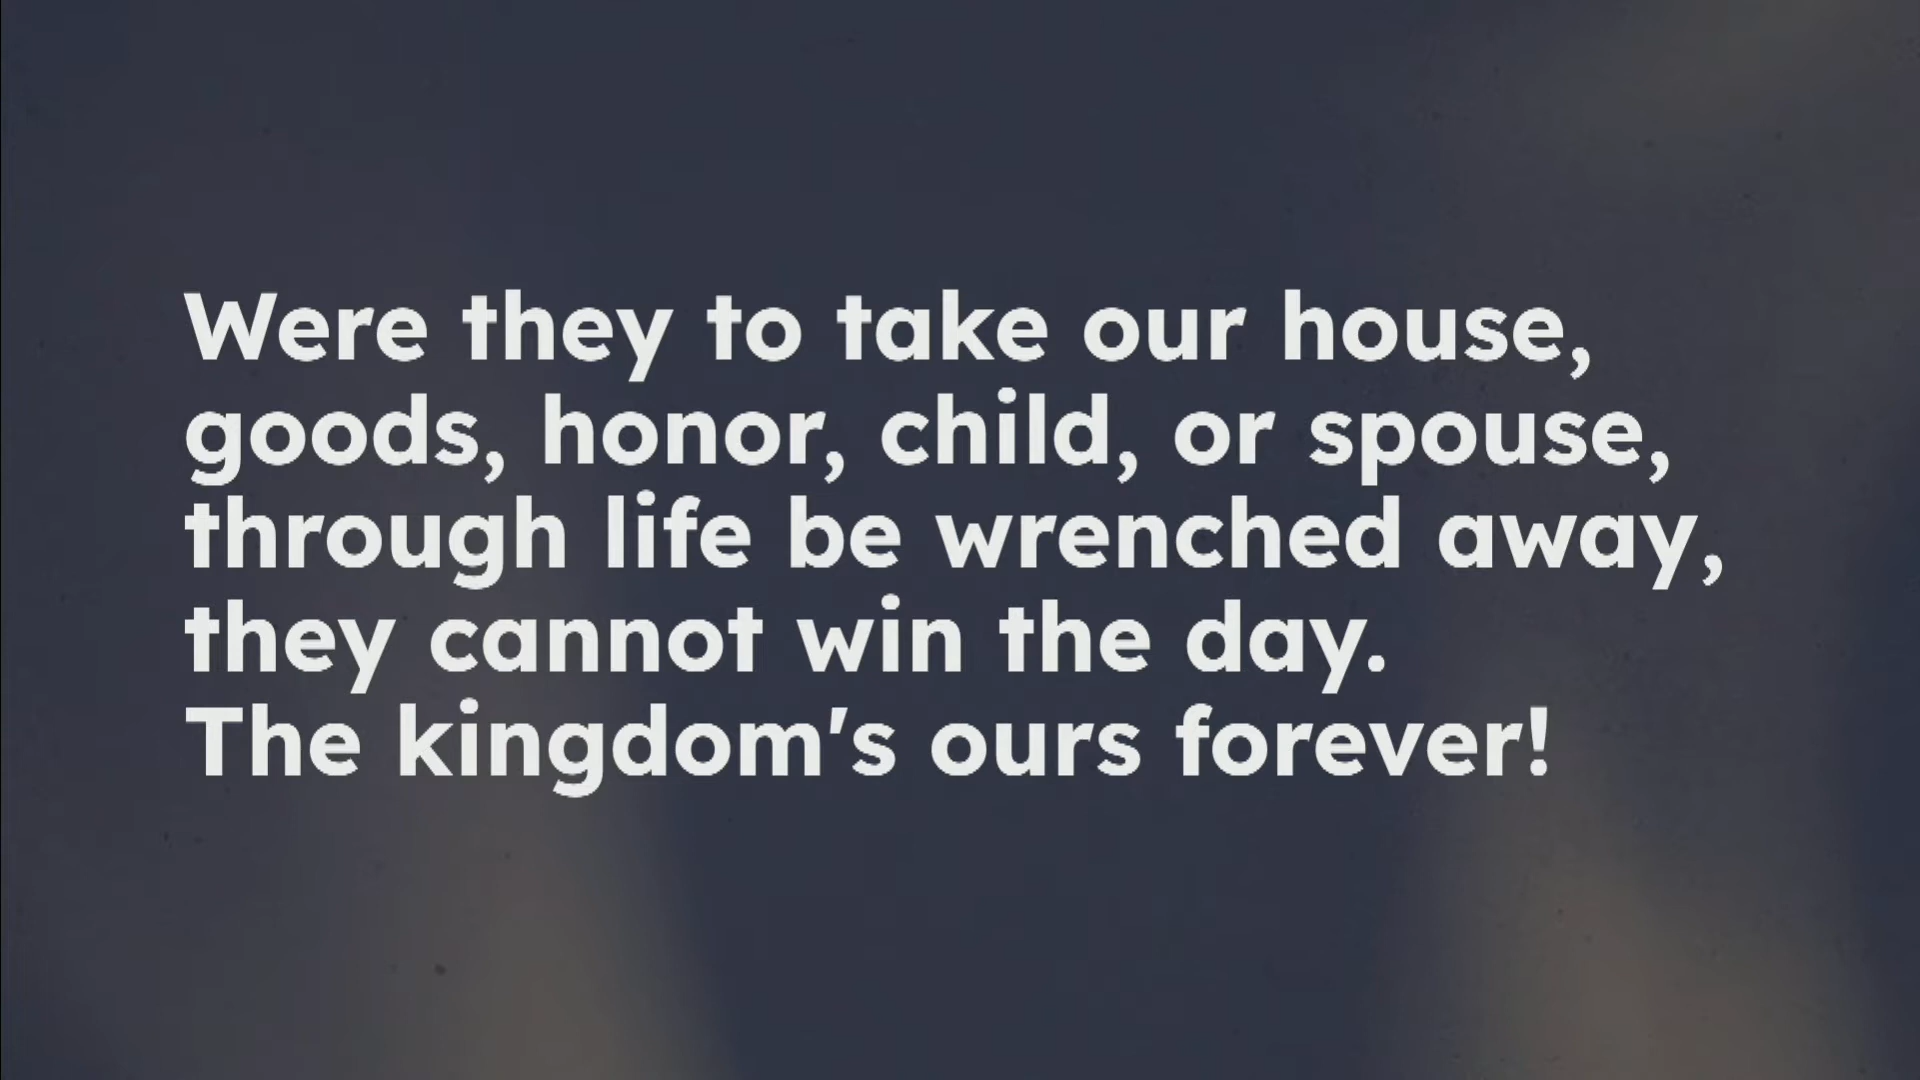 Were they to take our house,
goods, honor, child, or spouse,
through life be wrenched away,
they cannot win the day.
The kingdom's ours forever!